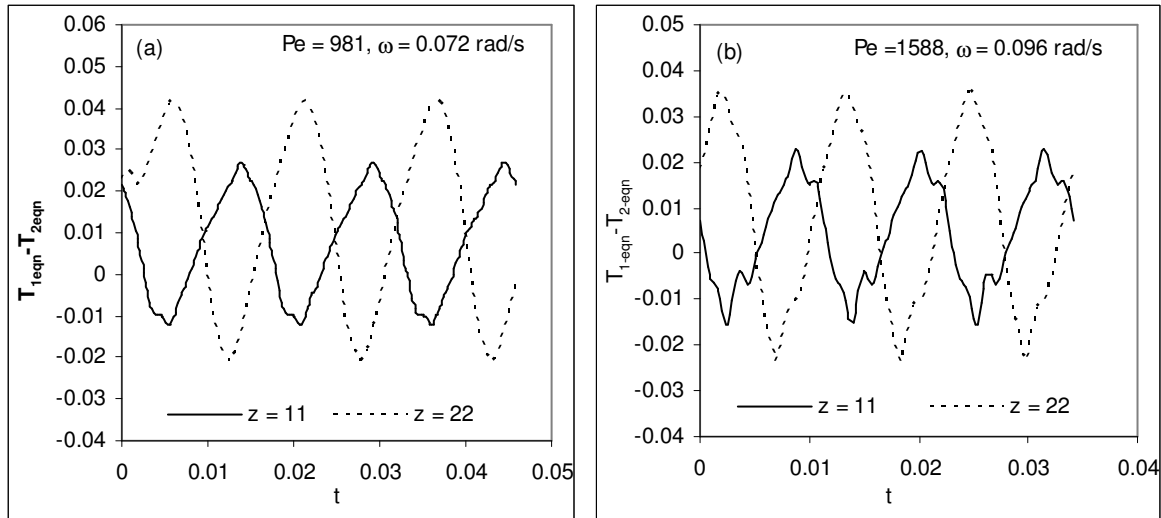 (a)
Pe = 981, ω = 0.072 rad/s
T1eqn-T2eqn
0.06
0.05
0.04
0.03
0.02
0.01
0
-0.01
-0.02
-0.03
-0.04
z = 11
z = 22
0
0.01
0.02
0.03
0.04
0.05
t
(b)
Pe =1588, ω = 0.096 rad/s
T1-eqn-T2-eqn
0.05
0.04
0.03
0.02
0.01
0
-0.01
-0.02
-0.03
-0.04
z = 11
z = 22
0
0.01
0.02
0.03
0.04
t